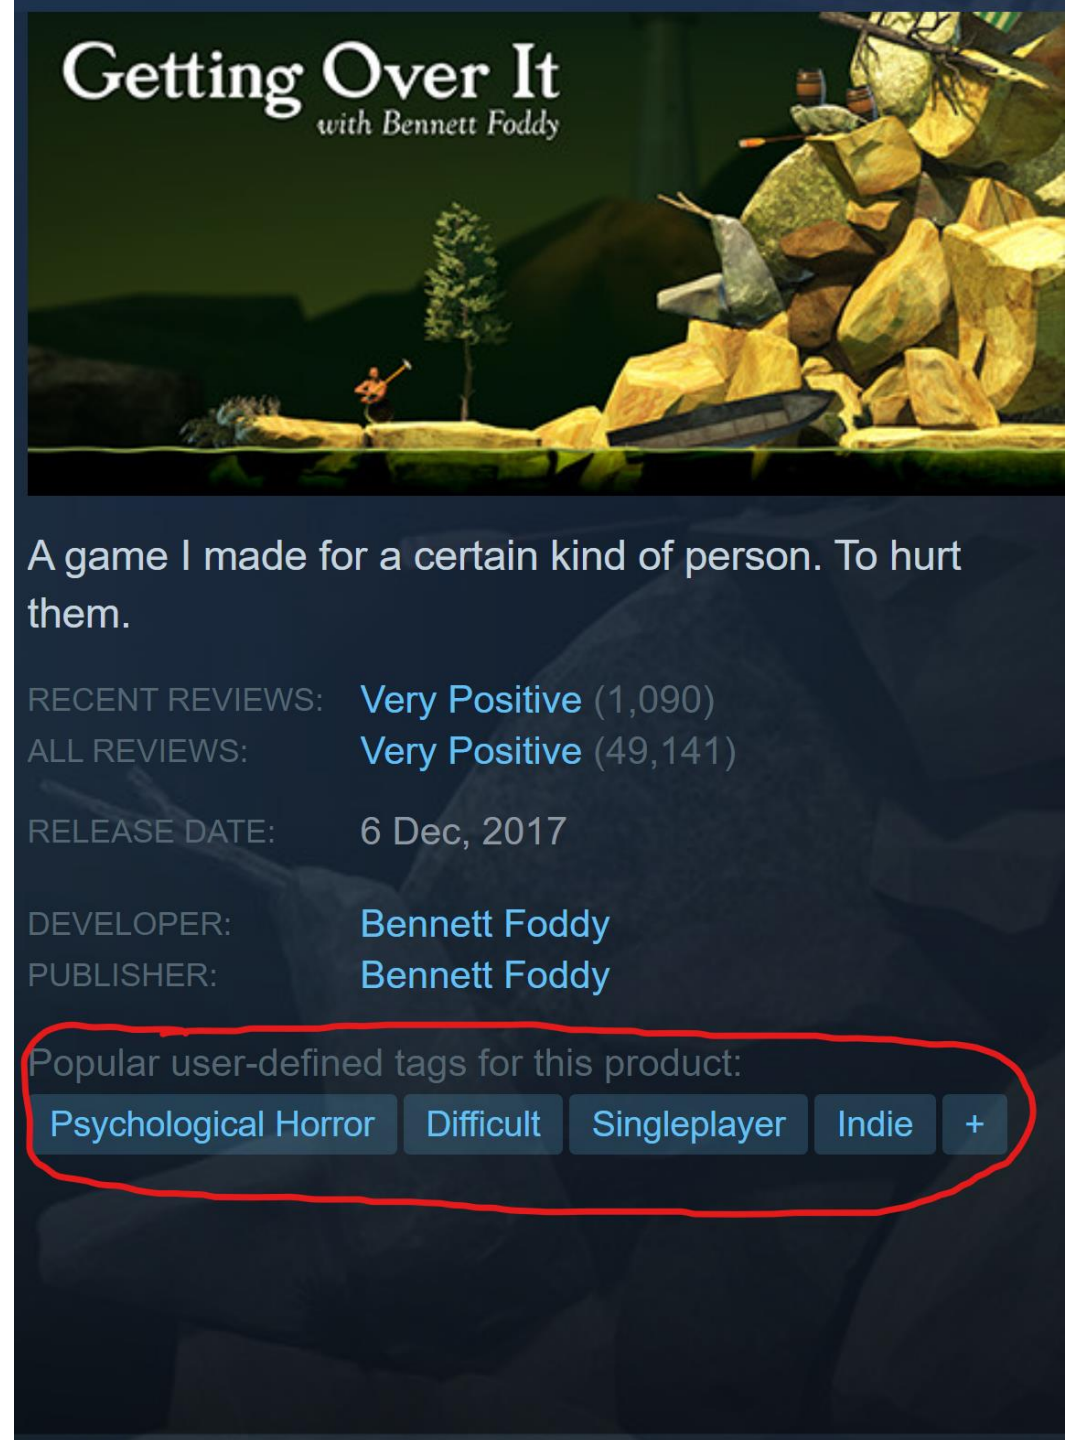 Getting Over It
with Bennett Foddy
A game I made for a certain kind of person. To hurt
them.
RECENT REVIEWS: Very Positive (1,090)
ALL REVIEWS: Very Positive (49,141)
RELEASE DATE: 6 Dec, 2017
DEVELOPER: Bennett Foddy
PUBLISHER: Bennett Foddy
Popular user-defined tags for this product:
Psychological Horror Difficult Singleplayer Indie +